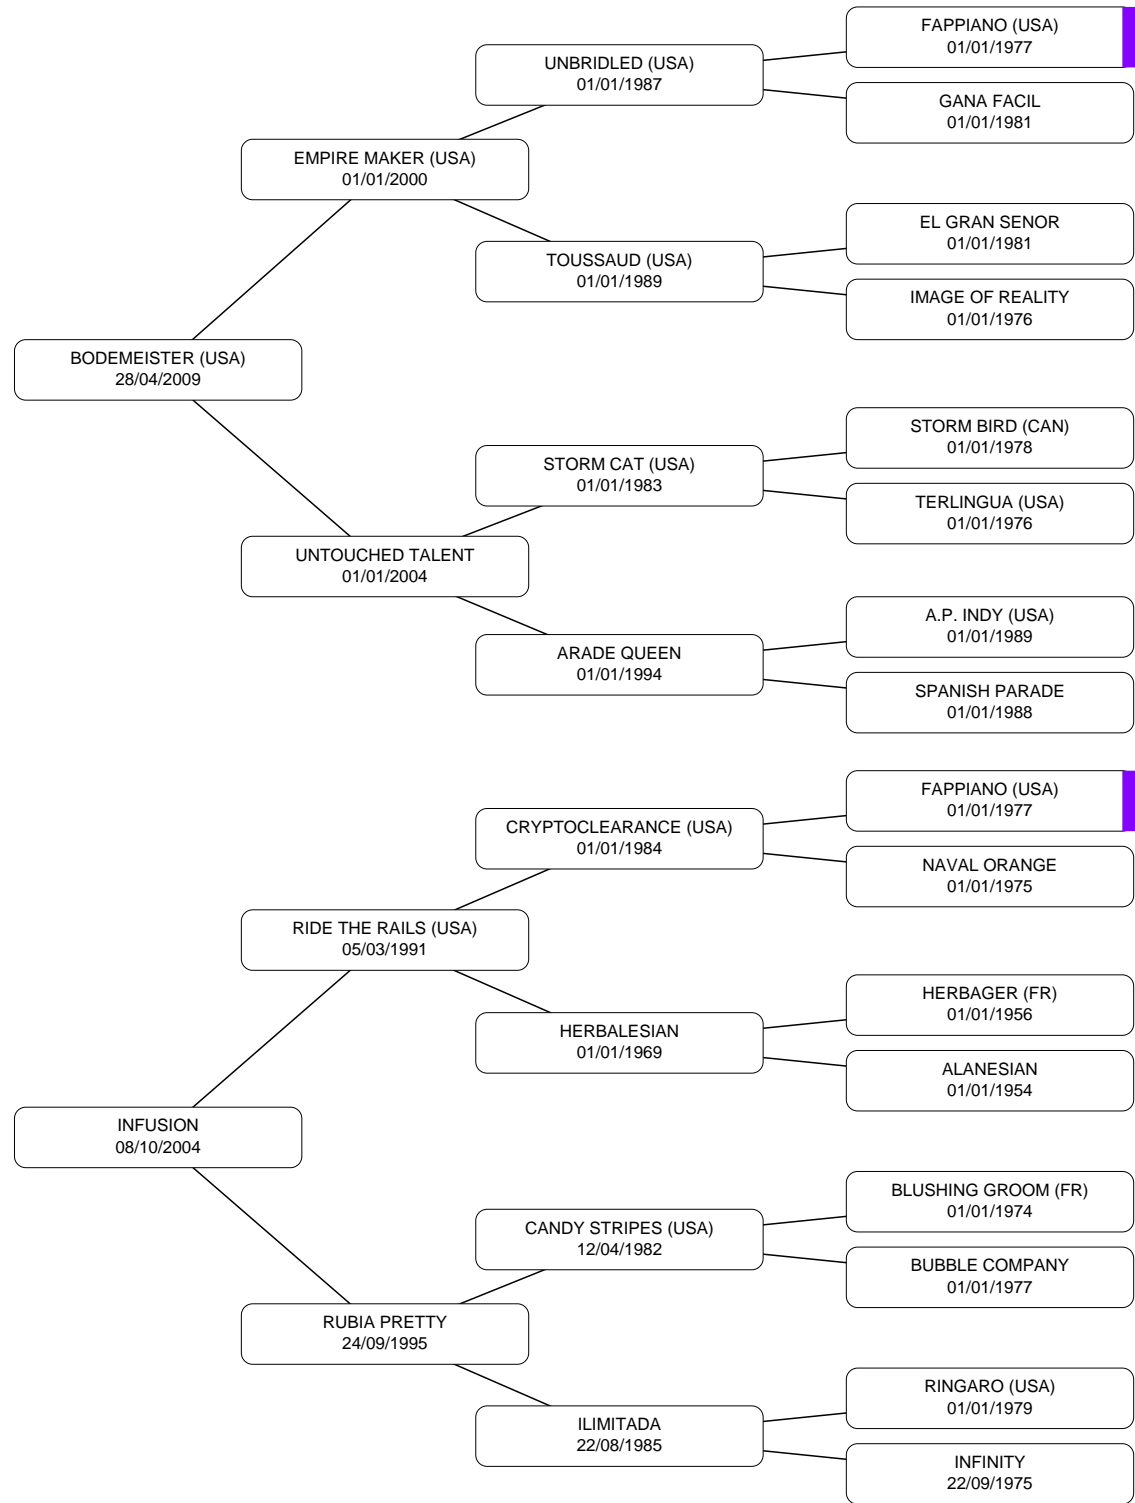 FAPPIANO (USA)
01/01/1977
UNBRIDLED (USA)
01/01/1987
GANA FACIL
01/01/1981
EMPIRE MAKER (USA)
01/01/2000
EL GRAN SENOR
01/01/1981
TOUSSAUD (USA)
01/01/1989
IMAGE OF REALITY
01/01/1976
BODEMEISTER (USA)
28/04/2009
STORM BIRD (CAN)
01/01/1978
STORM CAT (USA)
01/01/1983
TERLINGUA (USA)
01/01/1976
UNTOUCHED TALENT
01/01/2004
A.P. INDY (USA)
01/01/1989
ARADE QUEEN
01/01/1994
SPANISH PARADE
01/01/1988
FAPPIANO (USA)
01/01/1977
CRYPTOCLEARANCE (USA)
01/01/1984
NAVAL ORANGE
01/01/1975
RIDE THE RAILS (USA)
05/03/1991
HERBAGER (FR)
01/01/1956
HERBALESIAN
01/01/1969
ALANESIAN
01/01/1954
INFUSION
08/10/2004
BLUSHING GROOM (FR)
01/01/1974
CANDY STRIPES (USA)
12/04/1982
BUBBLE COMPANY
01/01/1977
RUBIA PRETTY
24/09/1995
RINGARO (USA)
01/01/1979
ILIMITADA
22/08/1985
INFINITY
22/09/1975